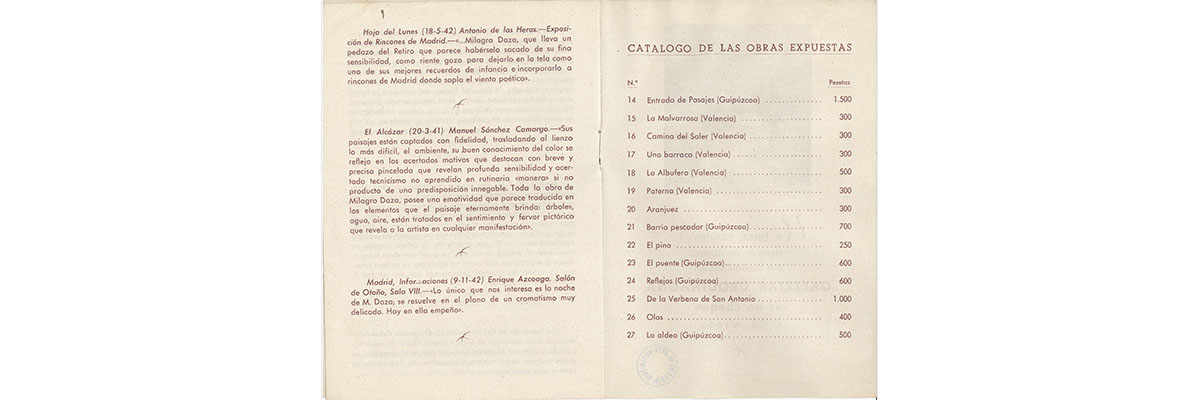 Hoja del Lunes (18-5-42) Antonio de las Heras.—Exposi-
ción de Rincones de Madrid.—«...Milagro Daza, que lleva un
pedazo del Retiro que parece habérselo sacado de su fina
sensibilidad, como riente gozo para dejarlo en la tela como
uno de sus mejores recuerdos de infancia e incorporarlo a
rincones de Madrid donde sopla el viento poético».
El Alcázar (20-3-41) Manuel Sánchez Camargo.—«Sus
paisajes están captados con fidelidad, trasladando al lienzo
lo más difícil, el ambiente, su buen conocimiento del color se
refleja en los acertados motivos que destacan con breve y
precisa pincelada que revelan profunda sensibilidad y acer-
tado tecnicismo no aprendido en rutinaria «manera» si no
producto de una predisposición innegable. Toda la obra de
Milagro Daza, posee una emotividad que parece traducida en
los elementos que el paisaje eternamente brinda: árboles,
agua, aire, están tratados en el sentimiento y fervor pictórico
que revela a la artista en cualquier manifestación».
Madrid, Infor...aciones (9-11-42) Enrique Azcoaga. Salón
de Otoño, Sala VIII.—«Lo único que nos interesa es la noche
de M. Daza; se resuelve en el plano de un cromatismo muy
delicado. Hay en ella empeño».
CATALOGO DE LAS OBRAS EXPUESTAS
N.º Pesetas
14 Entrada de Pasajes (Guipúzcoa) .............. 1.500
15 La Malvarrosa (Valencia) .................... 300
16 Camino del Saler (Valencia) ................. 300
17 Una barraca (Valencia) ...................... 300
18 La Albufera (Valencia) ...................... 500
19 Paterna (Valencia) .......................... 300
20 Aranjuez .................................... 300
21 Barrio pescador (Guipúzcoa) ................. 700
22 El pino ..................................... 250
23 El puente (Guipúzcoa) ....................... 600
24 Reflejos (Guipúzcoa) ........................ 600
25 De la Verbena de San Antonio ................ 1.000
26 Olas ........................................ 400
27 La aldea (Guipúzcoa) ........................ 500